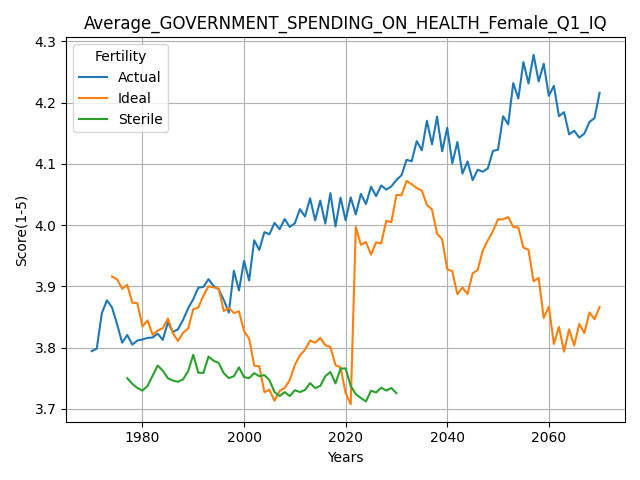 Average_GOVERNMENT_SPENDING_ON_HEALTH_Female_Q1_IQ
Fertility
Actual
Ideal
Sterile
4.3
4.2
4.1
4.0
3.9
3.8
3.7
Score(1-5)
1980 2000 2020 2040 2060
Years